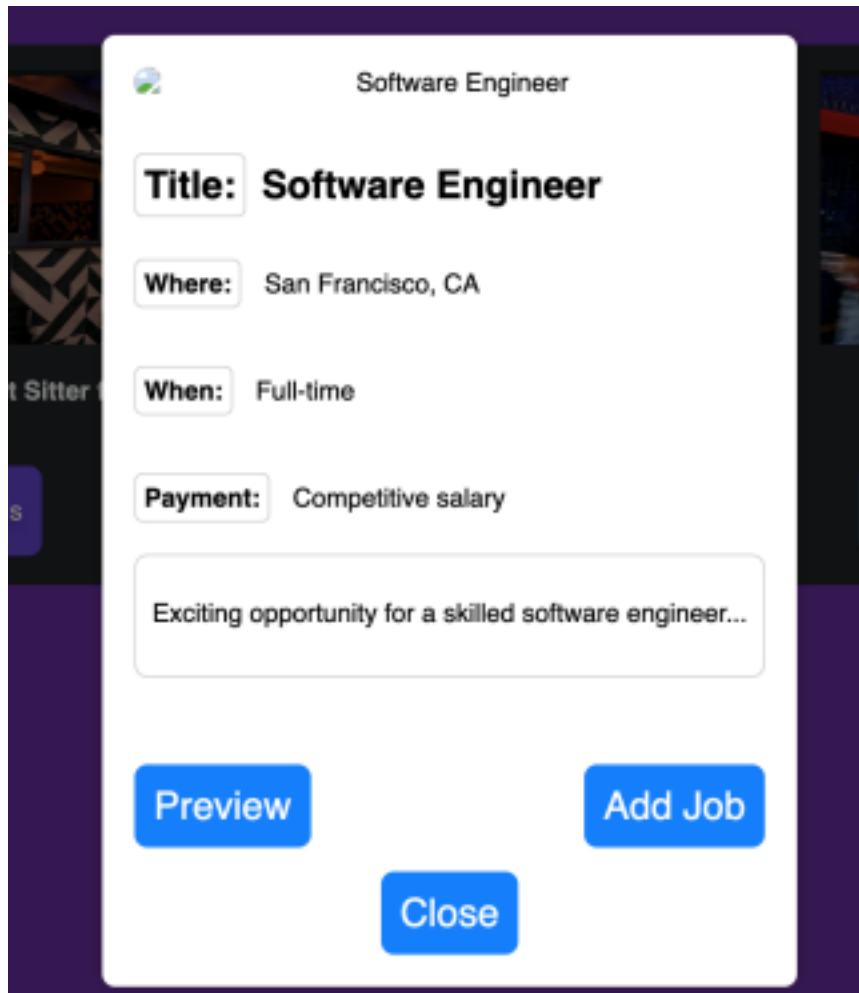 Software Engineer
Title: Software Engineer
Where: San Francisco, CA
When: Full-time
t Sitter
Payment: Competitive salary
s
Exciting opportunity for a skilled software engineer...
Preview
Add Job
Close